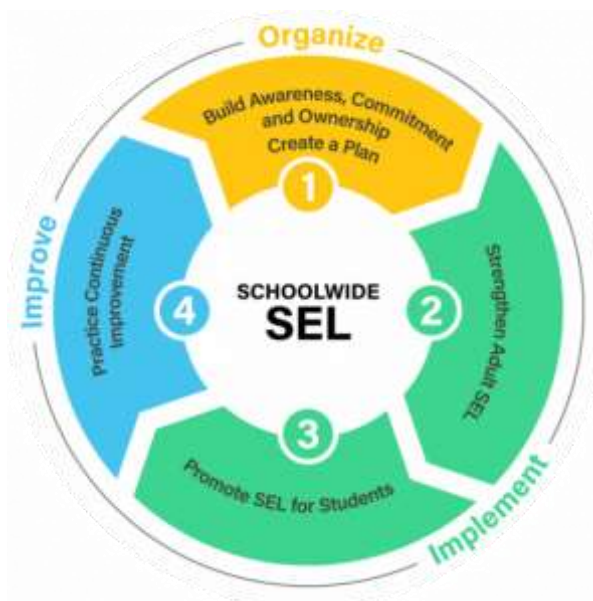 Organize
Build Awareness, Commitment
and Ownership
Create a Plan
1
Strengthen Adult SEL
2
Implement
Promote SEL for Students
3
Improve
Practice Continuous
Improvement
4
SCHOOLWIDE
SEL